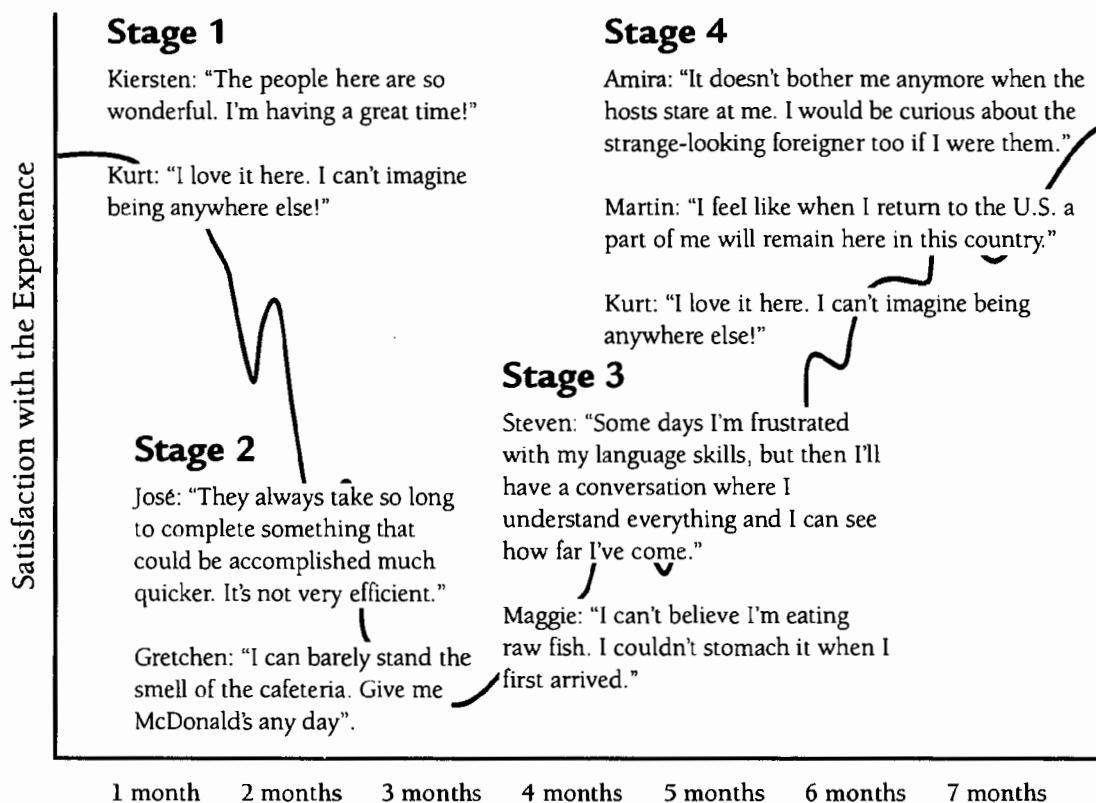 Satisfaction with the Experience
Stage 1
Kiersten: “The people here are so
wonderful. I'm having a great time!”
Kurt: “I love it here. I can't imagine
being anywhere else!”
Stage 2
José: “They always take so long
to complete something that
could be accomplished much
quicker. It's not very efficient.”
Gretchen: “I can barely stand the
smell of the cafeteria. Give me
McDonald's any day”.
Stage 3
Steven: “Some days I'm frustrated
with my language skills, but then I'll
have a conversation where I
understand everything and I can see
how far I've come.”
Maggie: “I can't believe I'm eating
raw fish. I couldn't stomach it when I
first arrived.”
Stage 4
Amira: “It doesn't bother me anymore when the
hosts stare at me. I would be curious about the
strange-looking foreigner too if I were them.”
Martin: “I feel like when I return to the U.S. a
part of me will remain here in this country.”
Kurt: “I love it here. I can't imagine being
anywhere else!”
1 month 2 months 3 months 4 months 5 months 6 months 7 months